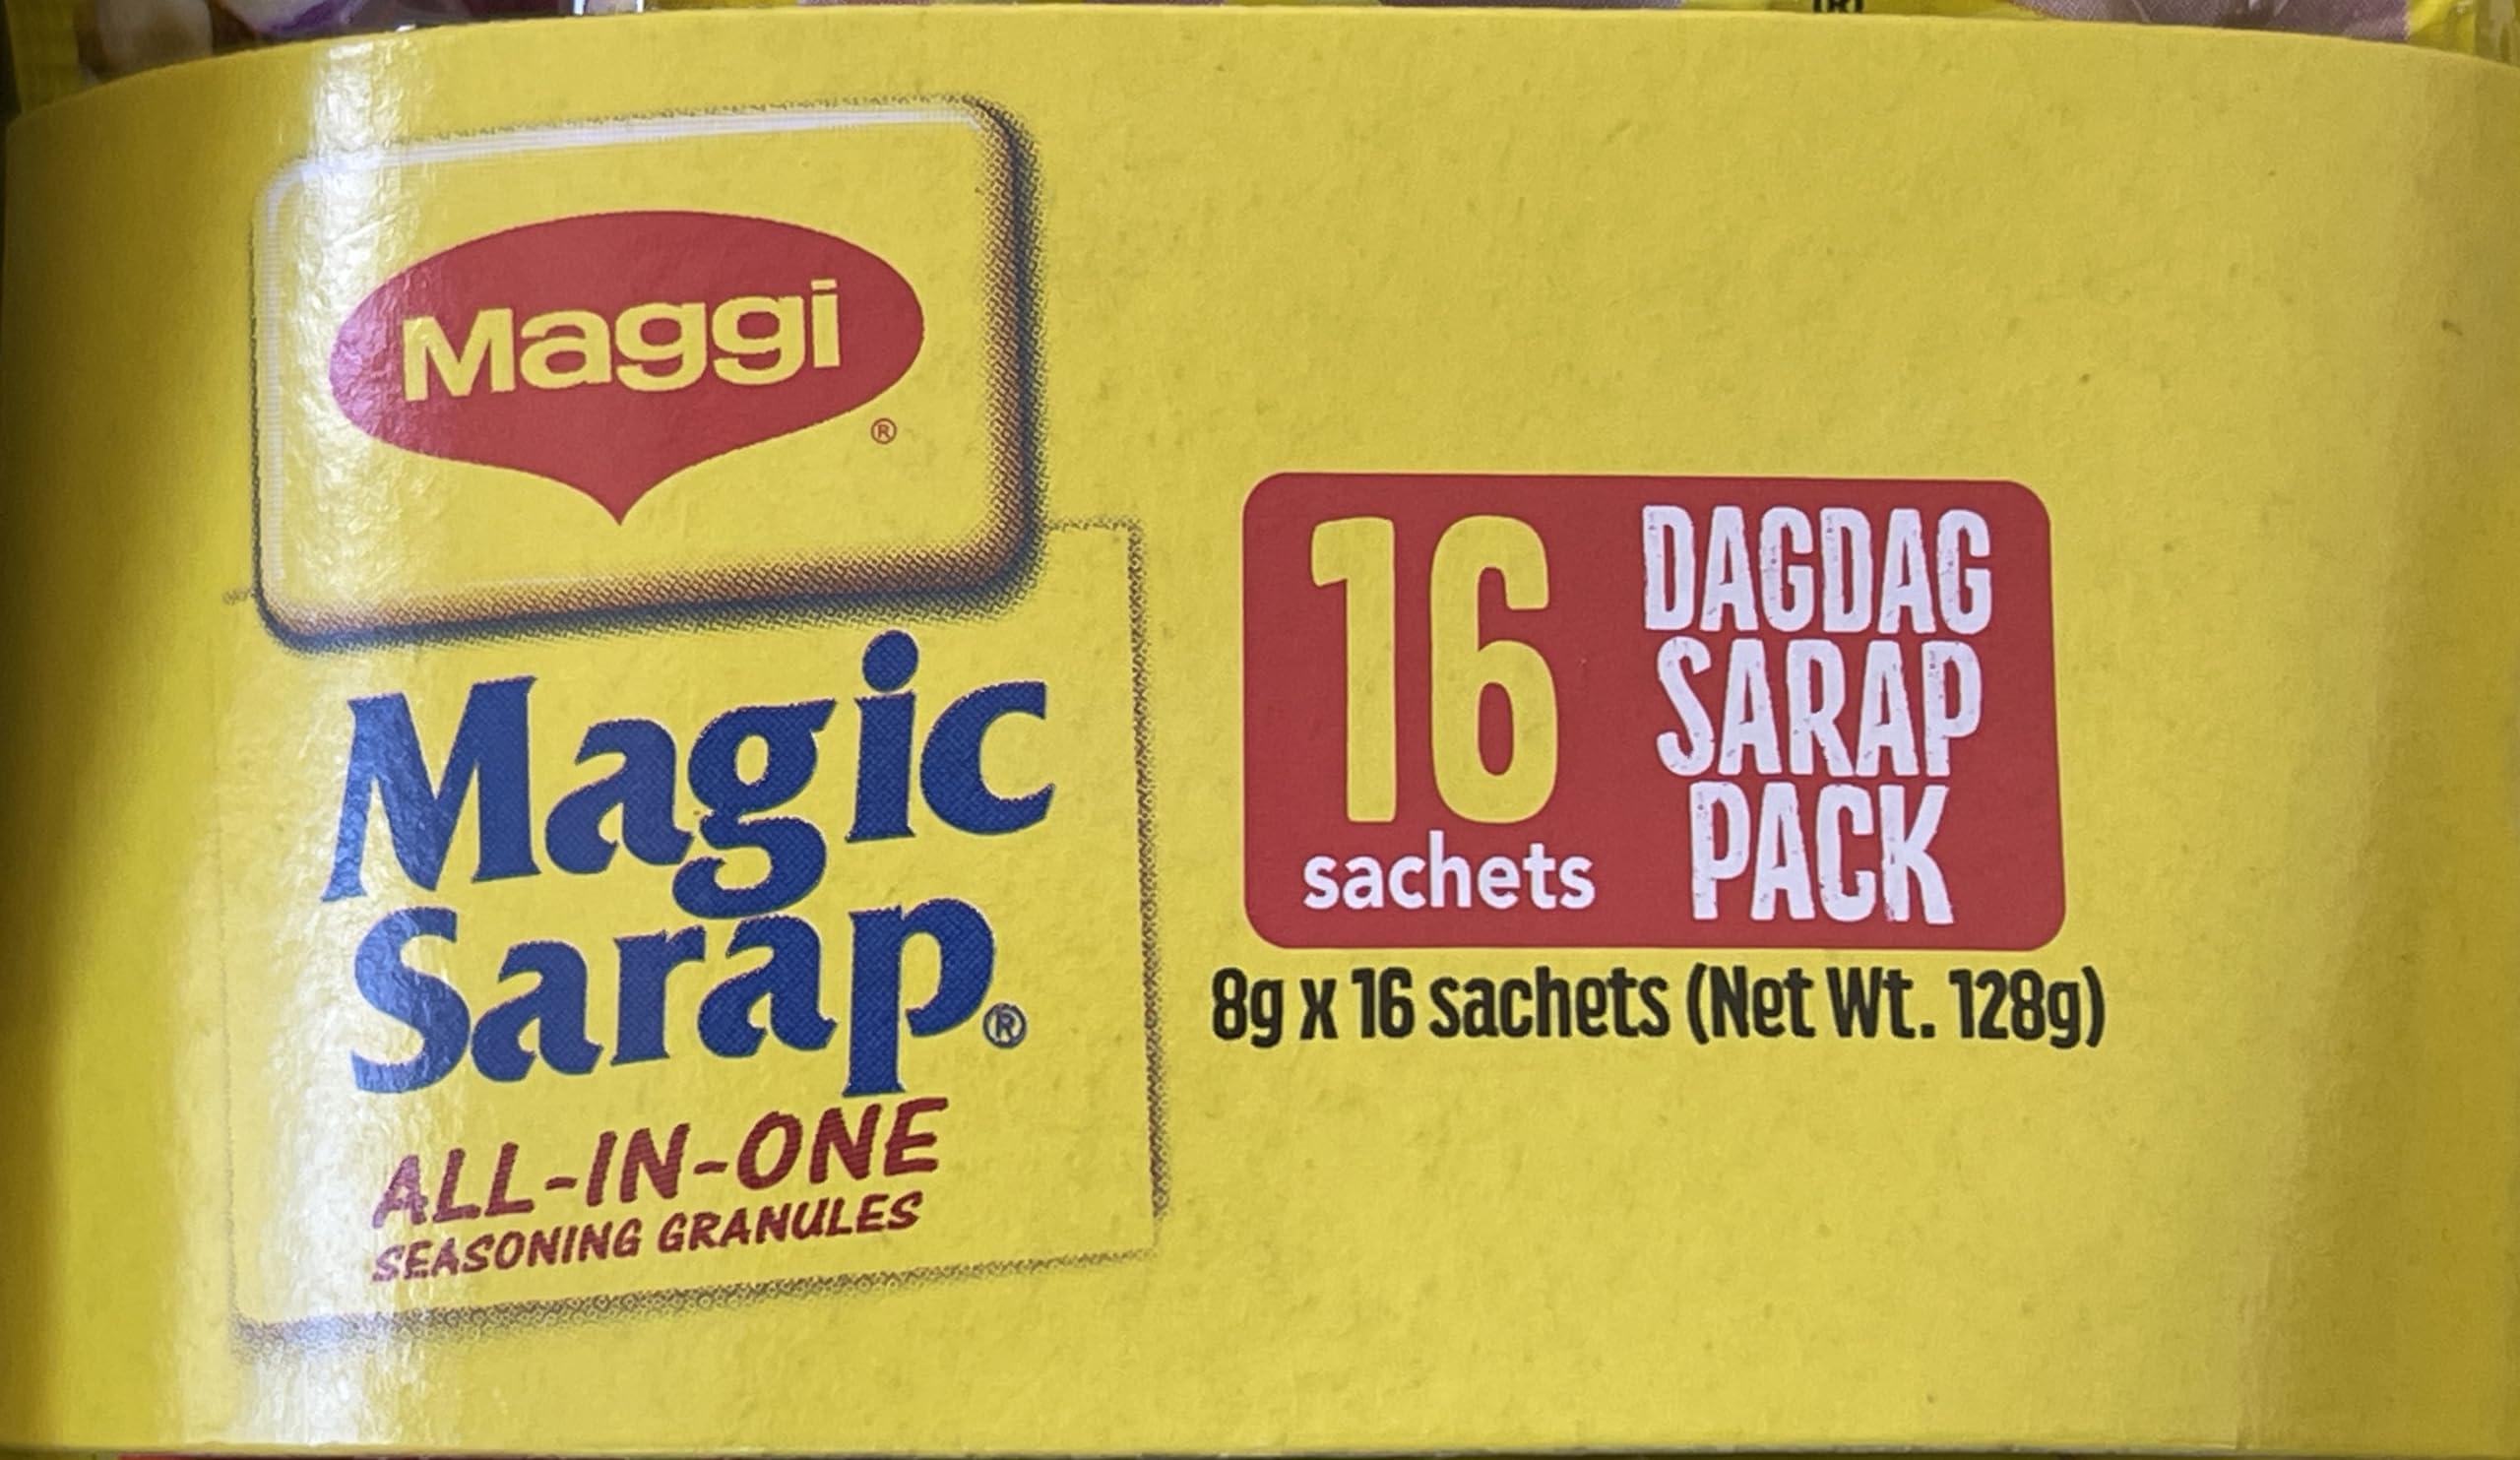 Maggi
®
Magic
Sarap®
ALL-IN-ONE
SEASONING GRANULES
16
sachets
DAGDAG
SARAP
PACK
8g x 16 sachets (Net Wt. 128g)